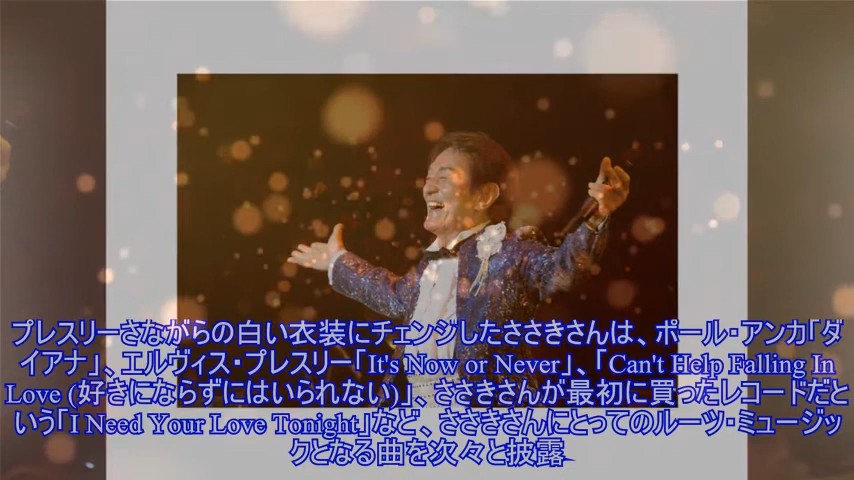 プレスリーさながらの白い衣装にチェンジしたささきさんは、ポール・アンカ「ダ
イアナ」、エルヴィス・プレスリー「It's Now or Never」、「Can't Help Falling In
Love (好きにならずにはいられない)」、ささきさんが最初に買ったレコードだと
いう「I Need Your Love Tonight」など、ささきさんにとってのルーツ・ミュージッ
クとなる曲を次々と披露